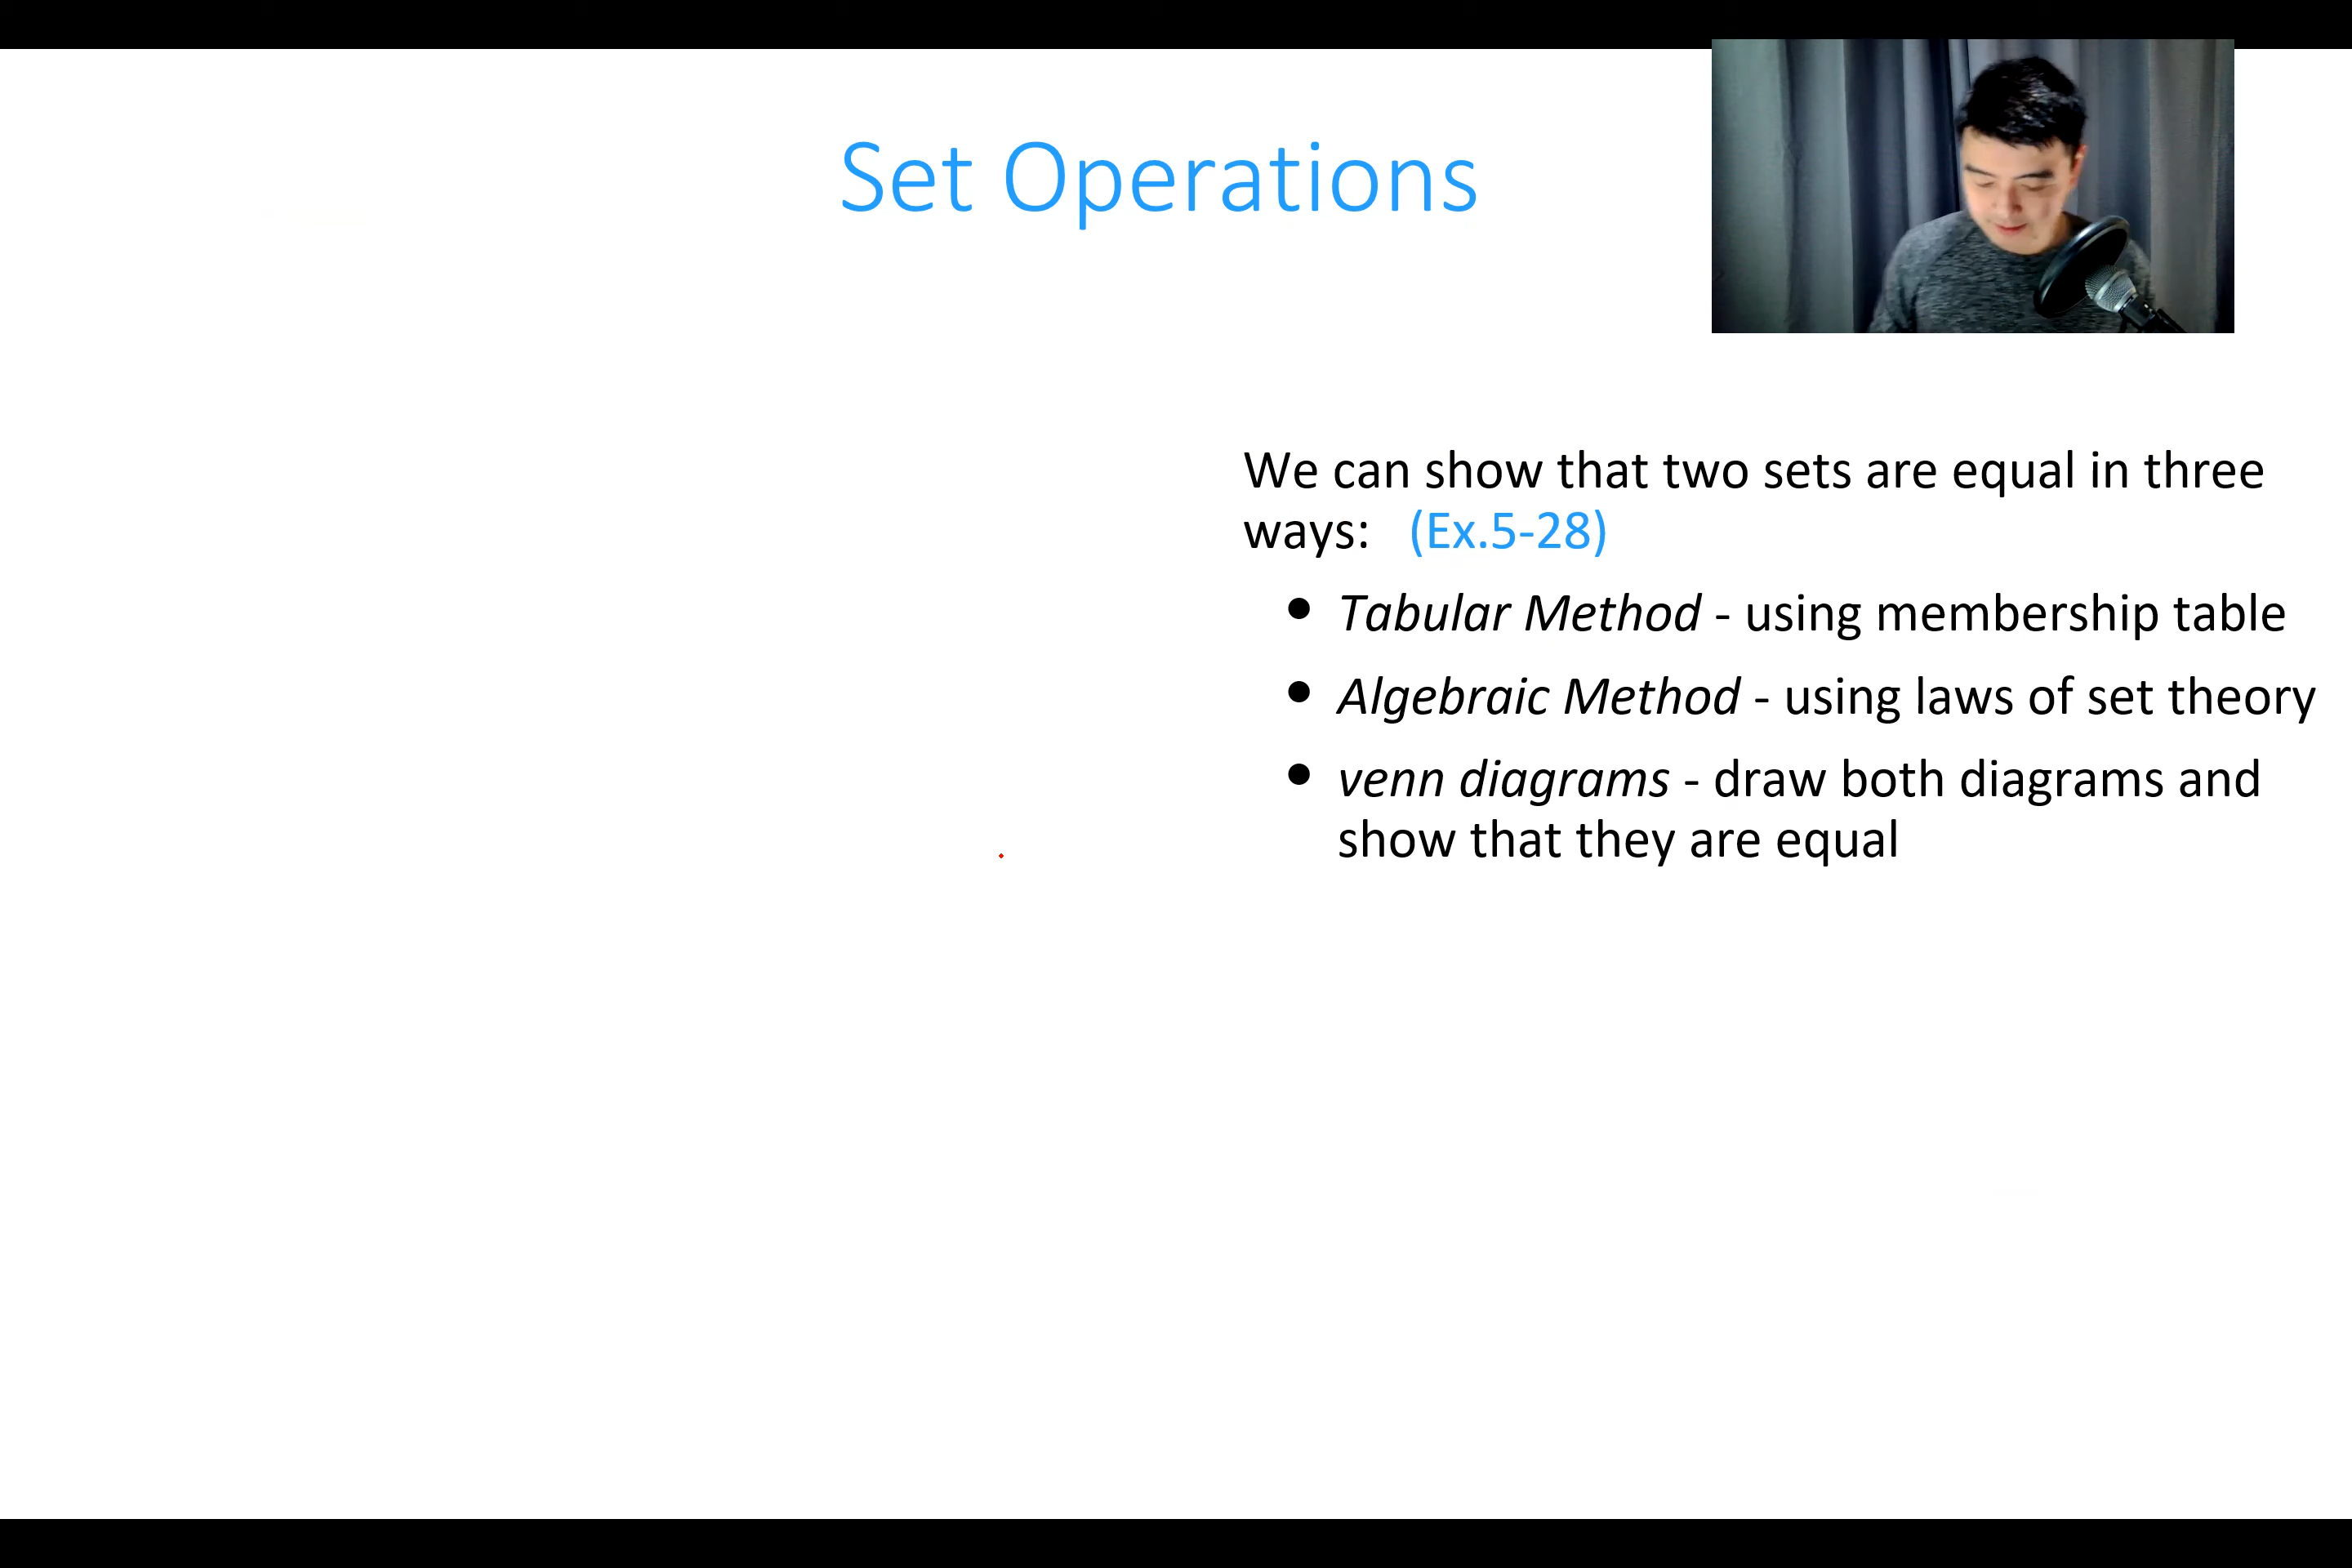 Set Operations
We can show that two sets are equal in three
ways: (Ex.5-28)
• Tabular Method - using membership table
• Algebraic Method - using laws of set theory
• venn diagrams - draw both diagrams and
show that they are equal